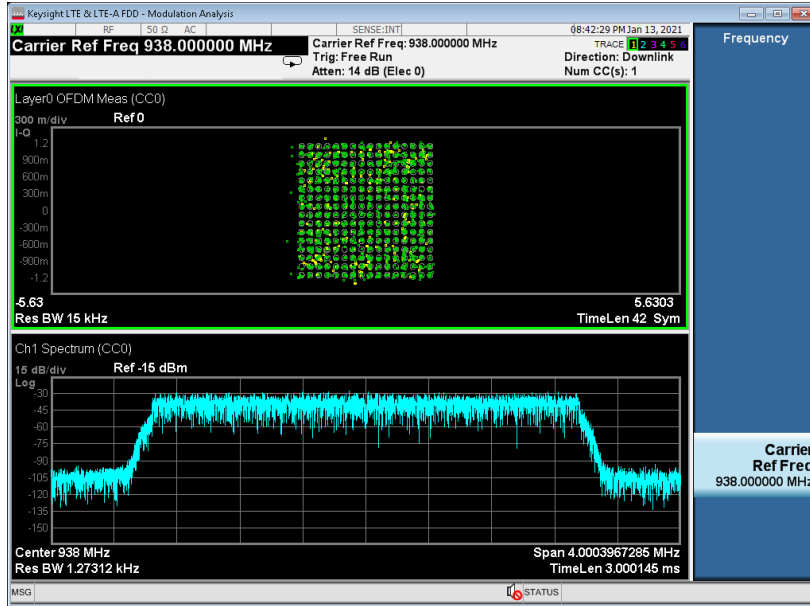 Keysight LTE & LTE-A FDD - Modulation Analysis
LXI RF 50 Ω AC SENSE:INT 08:42:29 PM Jan 13, 2021
Carrier Ref Freq 938.000000 MHz
Carrier Ref Freq: 938.000000 MHz
Trig: Free Run
Atten: 14 dB (Elec 0)
TRACE 1 2 3 4 5 6
Direction: Downlink
Num CC(s): 1
Frequency
Layer0 OFDM Meas (CC0)
300 m/div Ref 0
I-Q
1.2
900m
600m
300m
0
-300m
-600m
-900m
-1.2
-5.63 5.6303
Res BW 15 kHz TimeLen 42 Sym
Ch1 Spectrum (CC0)
15 dB/div Ref -15 dBm
Log
-30
-45
-60
-75
-90
-105
-120
-135
-150
Center 938 MHz Span 4.0003967285 MHz
Res BW 1.27312 kHz TimeLen 3.000145 ms
Carrier
Ref Freq
938.000000 MHz
MSG STATUS